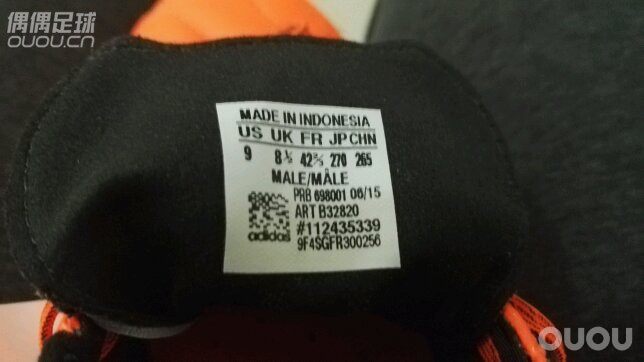 偶偶足球
OUOU.CN
MADE IN INDONESIA
US UK FR JP CHN
9 8½ 42⅔ 270 265
MALE/MÂLE
PRB 698001 06/15
ART B32820
#112435339
adidas 9F4SGFR300256
OUOU